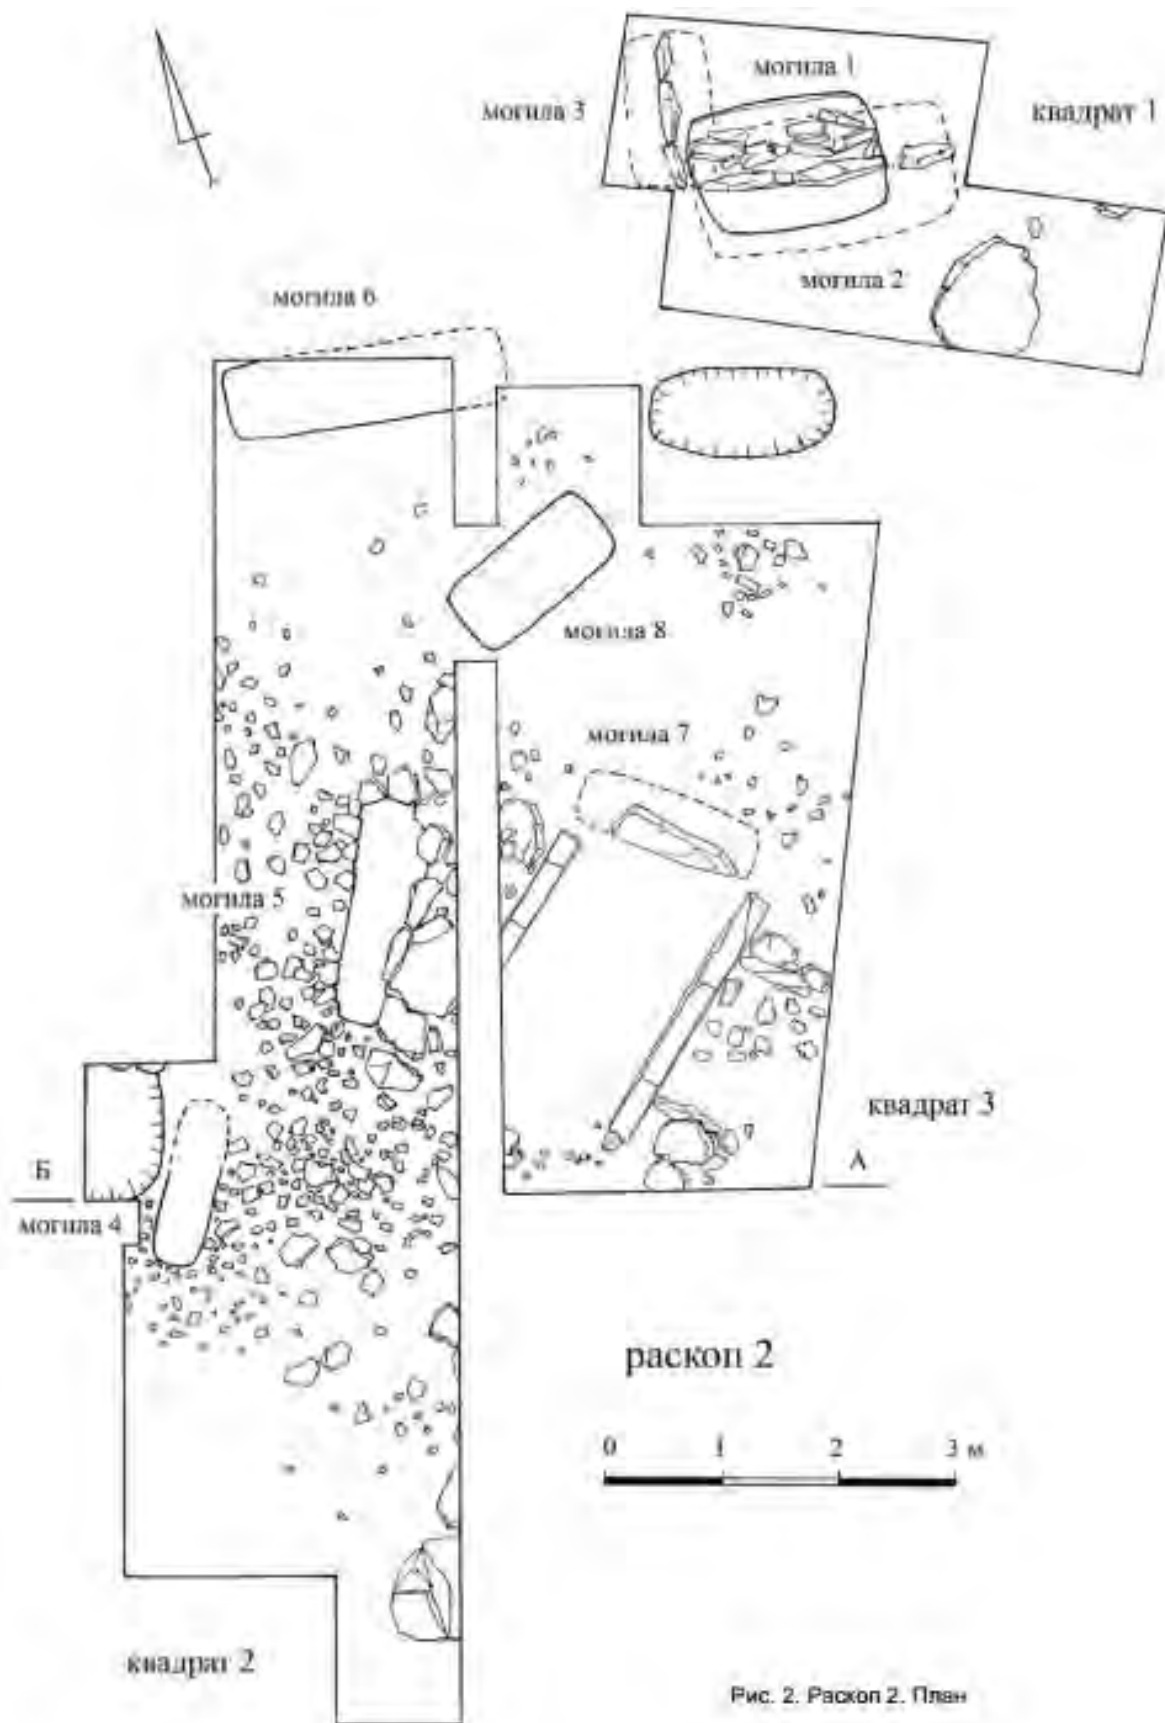 могила 1
могила 3
квадрат 1
могила 2
могила 6
могила 8
могила 7
могила 5
квадрат 3
Б
А
могила 4
раскоп 2
0 1 2 3 м
квадрат 2
Рис. 2. Раскоп 2. План